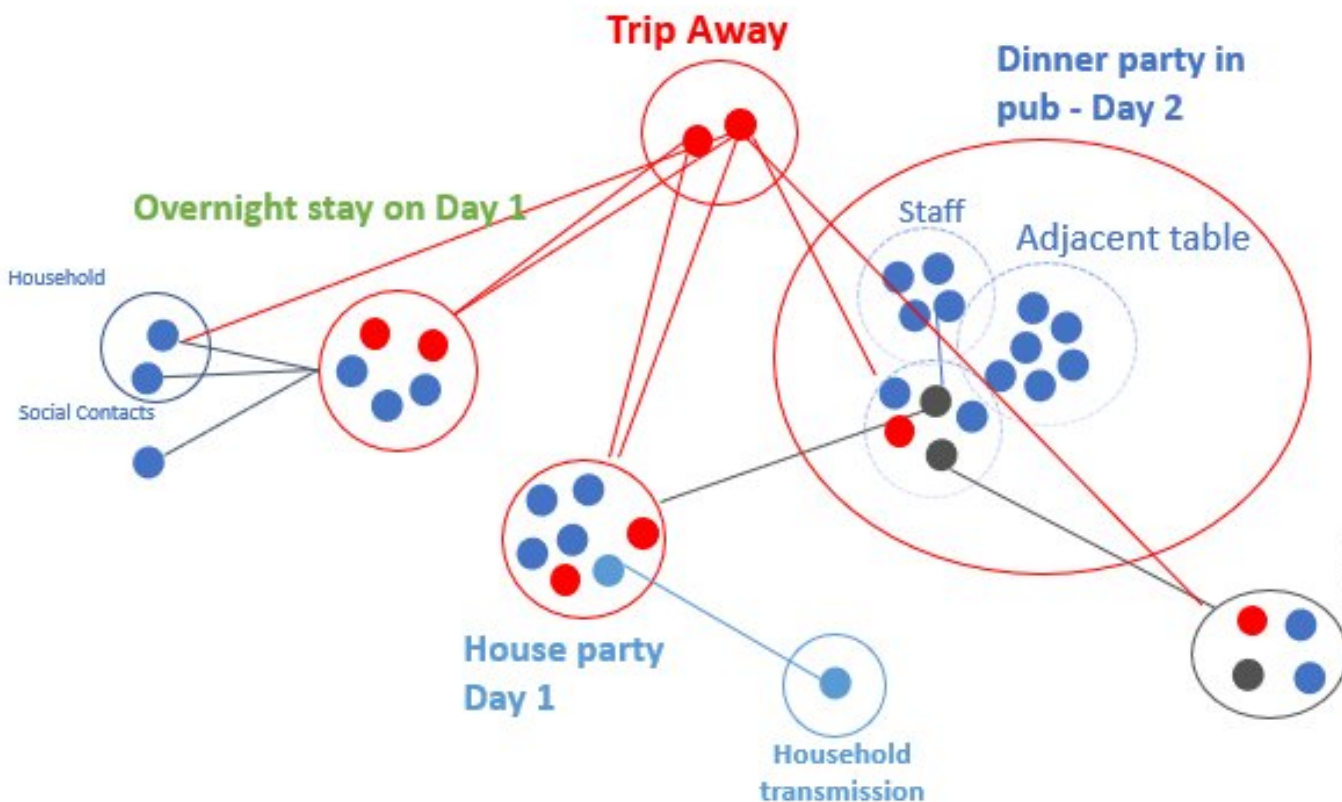 Trip Away
Dinner party in
pub - Day 2
Overnight stay on Day 1
Staff
Adjacent table
Household
Social Contacts
House party
Day 1
Household
transmission